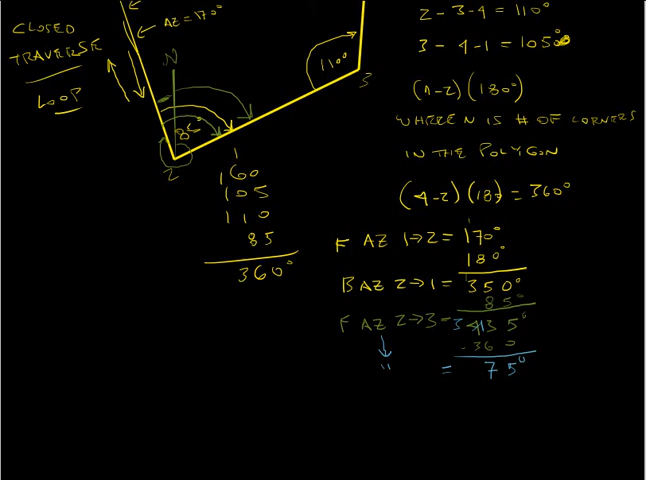 CLOSED
TRAVERSE
LOOP
AZ = 170°
N
85°
2
110°
3
1
160
105
110
85
360°
2 - 3 - 4 = 110°
3 - 4 - 1 = 105°
(n-2)(180°)
WHERE N IS # OF CORNERS
IN THE POLYGON
(4-2)(180) = 360°
F AZ 1→2 = 170°
180°
B AZ 2→1 = 350°
85°
F AZ 2→3 = 435°
-360
" = 75°